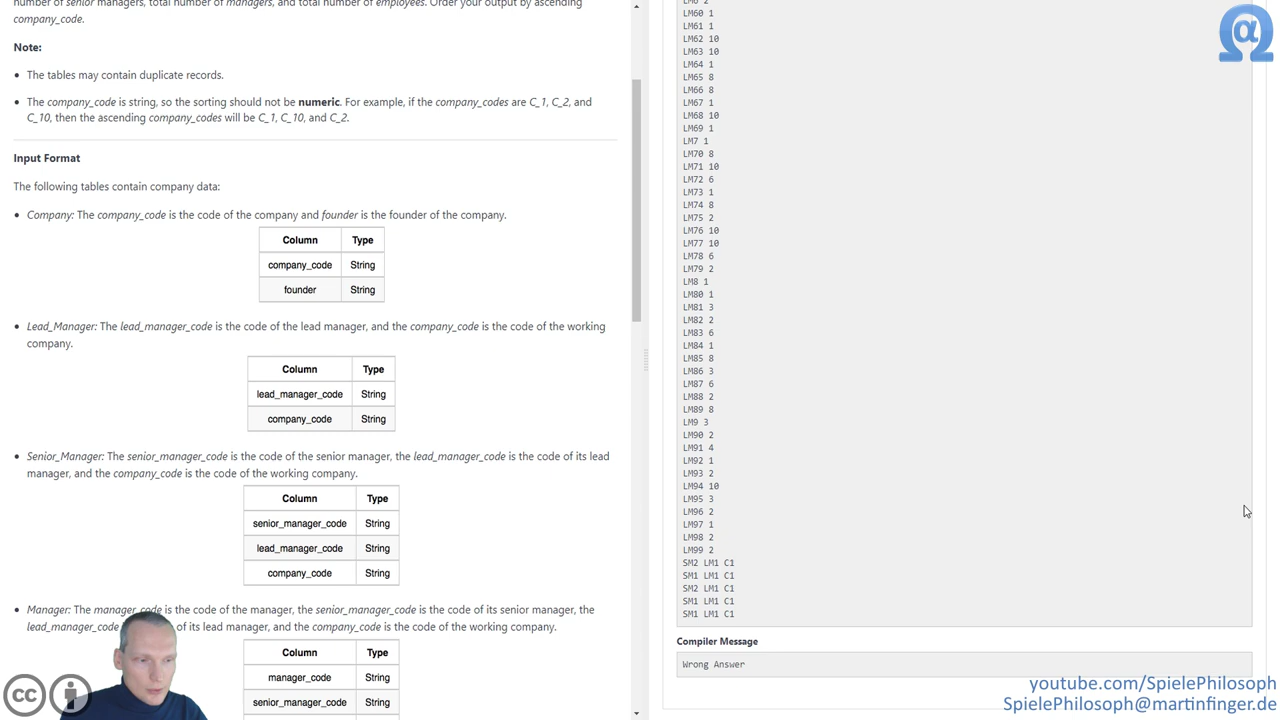 number of senior managers, total number of managers, and total number of employees. Order your output by ascending
company_code.
Note:
• The tables may contain duplicate records.
• The company_code is string, so the sorting should not be numeric. For example, if the company_codes are C_1, C_2, and
C_10, then the ascending company_codes will be C_1, C_10, and C_2.
Input Format
The following tables contain company data:
• Company: The company_code is the code of the company and founder is the founder of the company.
Column Type
company_code String
founder String
• Lead_Manager: The lead_manager_code is the code of the lead manager, and the company_code is the code of the working
company.
Column Type
lead_manager_code String
company_code String
• Senior_Manager: The senior_manager_code is the code of the senior manager, the lead_manager_code is the code of its lead
manager, and the company_code is the code of the working company.
Column Type
senior_manager_code String
lead_manager_code String
company_code String
• Manager: The manager_code is the code of the manager, the senior_manager_code is the code of its senior manager, the
lead_manager_code of its lead manager, and the company_code is the code of the working company.
Column Type
manager_code String
senior_manager_code String
LM6 2
LM60 1
LM61 1
LM62 10
LM63 10
LM64 1
LM65 8
LM66 8
LM67 1
LM68 10
LM69 1
LM7 1
LM70 8
LM71 10
LM72 6
LM73 1
LM74 8
LM75 2
LM76 10
LM77 10
LM78 6
LM79 2
LM8 1
LM80 1
LM81 3
LM82 2
LM83 6
LM84 1
LM85 8
LM86 3
LM87 6
LM88 2
LM89 8
LM9 3
LM90 2
LM91 4
LM92 1
LM93 2
LM94 10
LM95 3
LM96 2
LM97 1
LM98 2
LM99 2
SM2 LM1 C1
SM1 LM1 C1
SM2 LM1 C1
SM1 LM1 C1
SM1 LM1 C1
Compiler Message
Wrong Answer
youtube.com/SpielePhilosoph
SpielePhilosoph@martinfinger.de
cc
α